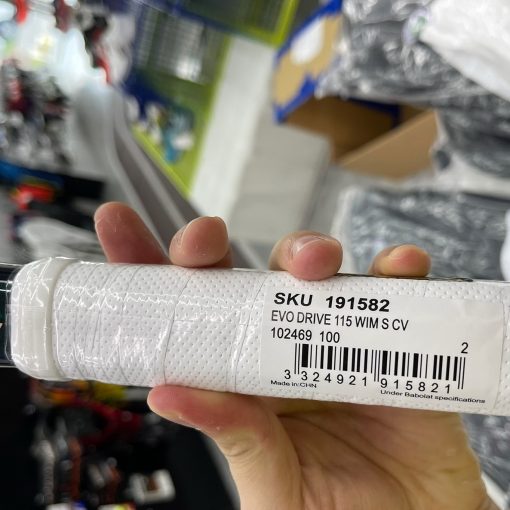 SKU 191582
EVO DRIVE 115 WIM S CV
102469 100
2
3 324921 915821
Made in CHN
Under Babolat specifications